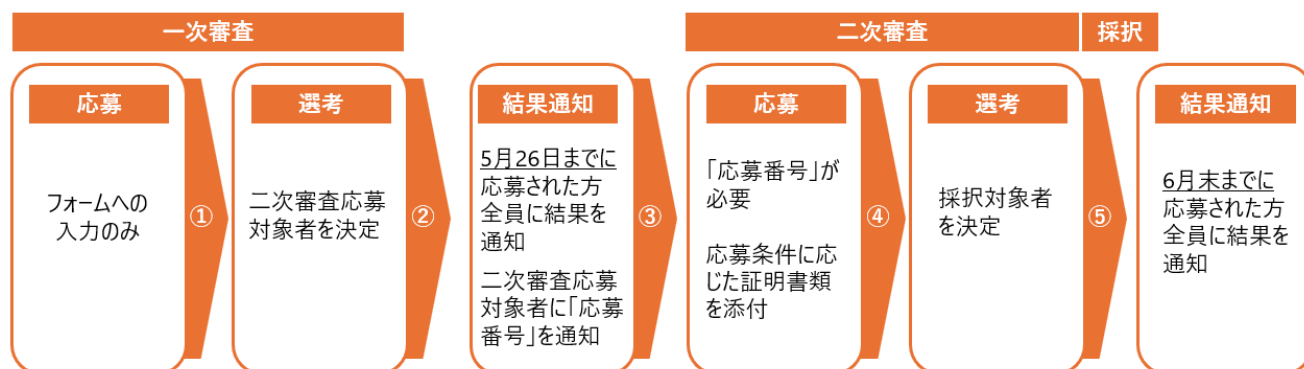 一次審査
応募
フォームへの
入力のみ
①
選考
二次審査応募
対象者を決定
②
結果通知
5月26日までに
応募された方
全員に結果を
通知
二次審査応募
対象者に「応募
番号」を通知
③
二次審査
応募
「応募番号」が
必要
応募条件に応
じた証明書類
を添付
④
選考
採択対象者
を決定
⑤
採択
結果通知
6月末までに
応募された方
全員に結果を
通知